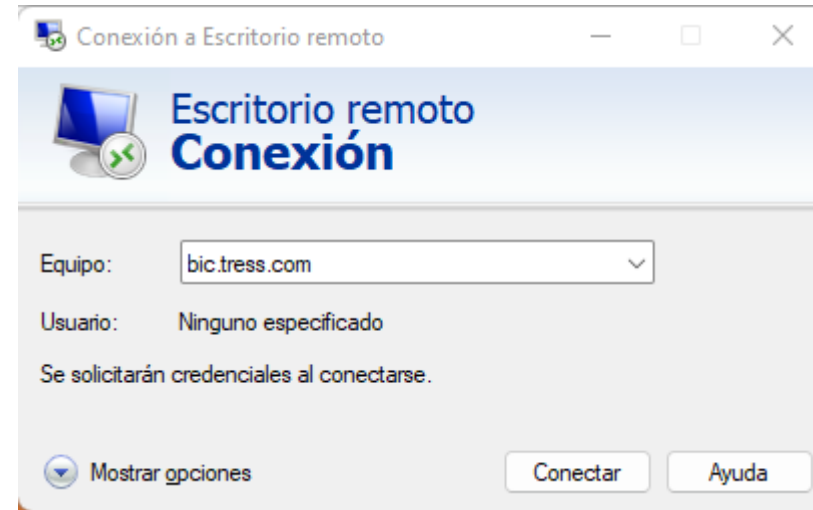 Conexión a Escritorio remoto
Escritorio remoto
Conexión
Equipo: bic.tress.com
Usuario: Ninguno especificado
Se solicitarán credenciales al conectarse.
Mostrar opciones Conectar Ayuda